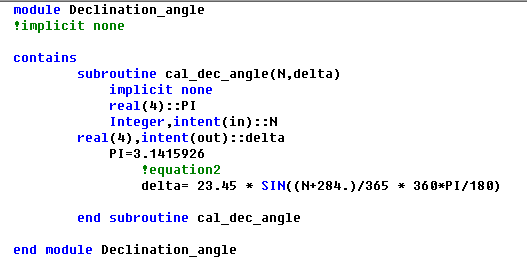 module Declination_angle
!implicit none
contains
subroutine cal_dec_angle(N,delta)
implicit none
real(4)::PI
Integer,intent(in)::N
real(4),intent(out)::delta
PI=3.1415926
!equation2
delta= 23.45 * SIN((N+284.)/365 * 360*PI/180)
end subroutine cal_dec_angle
end module Declination_angle